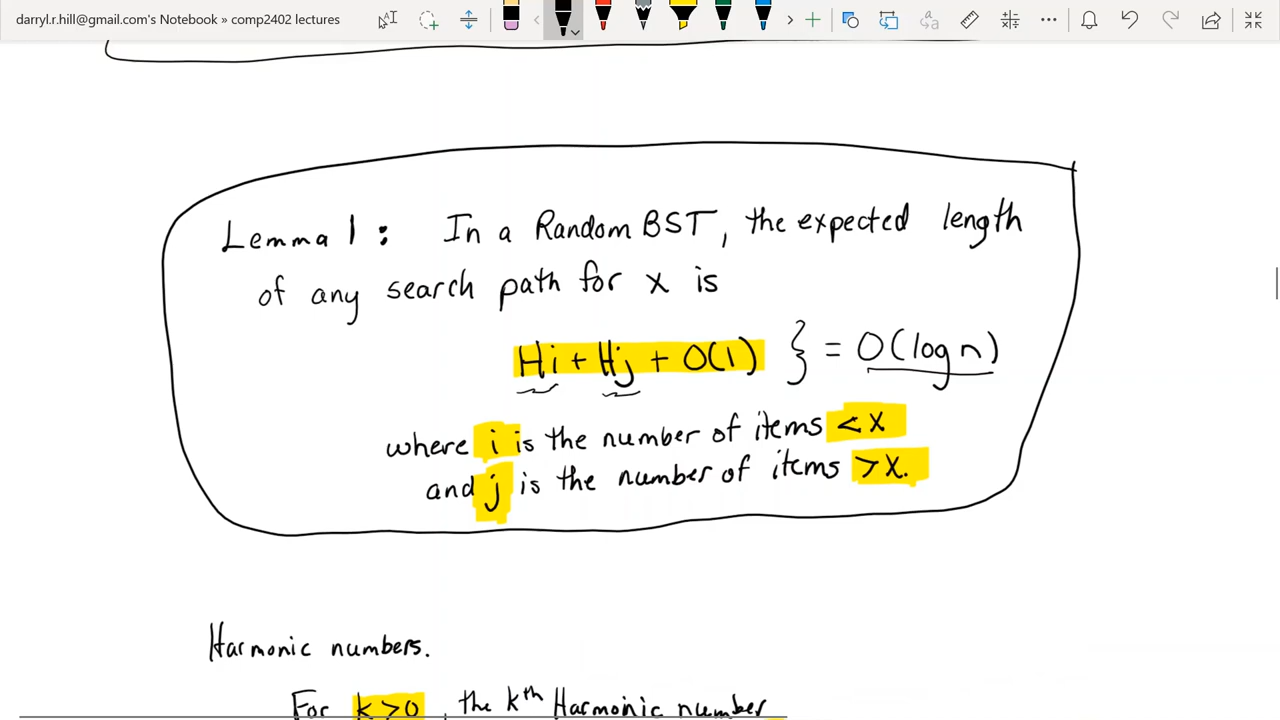 darryl.r.hill@gmail.com's Notebook » comp2402 lectures
Lemma 1 : In a Random BST, the expected length
of any search path for x is
Hi + Hj + O(1) } = O(log n)
where i is the number of items < x
and j is the number of items > x.
Harmonic numbers.
For k > 0, the kth Harmonic number